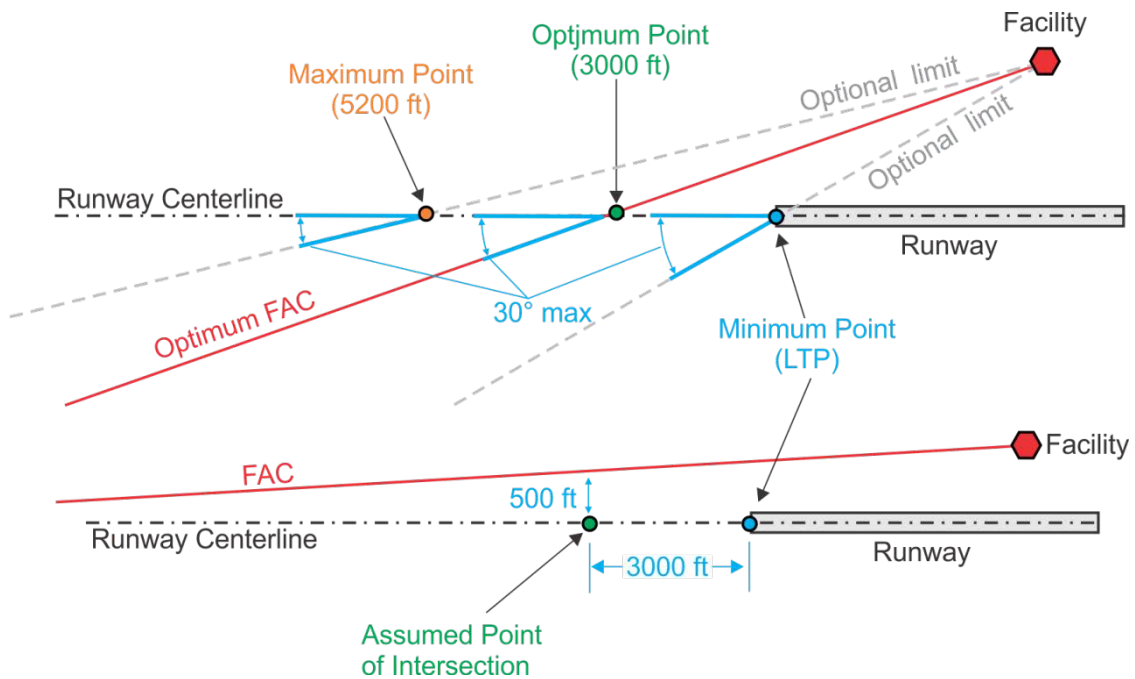 Facility
Optjmum Point
(3000 ft)
Maximum Point
(5200 ft)
Optional limit
Optional limit
Runway Centerline
Runway
30° max
Optimum FAC
Minimum Point
(LTP)
Facility
FAC
500 ft
Runway Centerline
Runway
3000 ft
Assumed Point
of Intersection